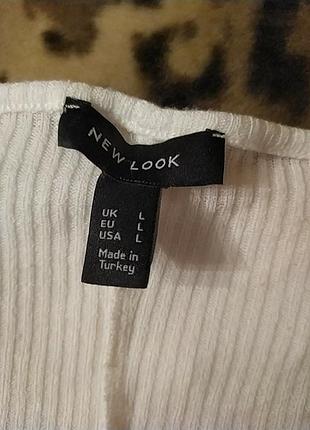 NEW LOOK
UK L
EU L
USA L
Made in
Turkey